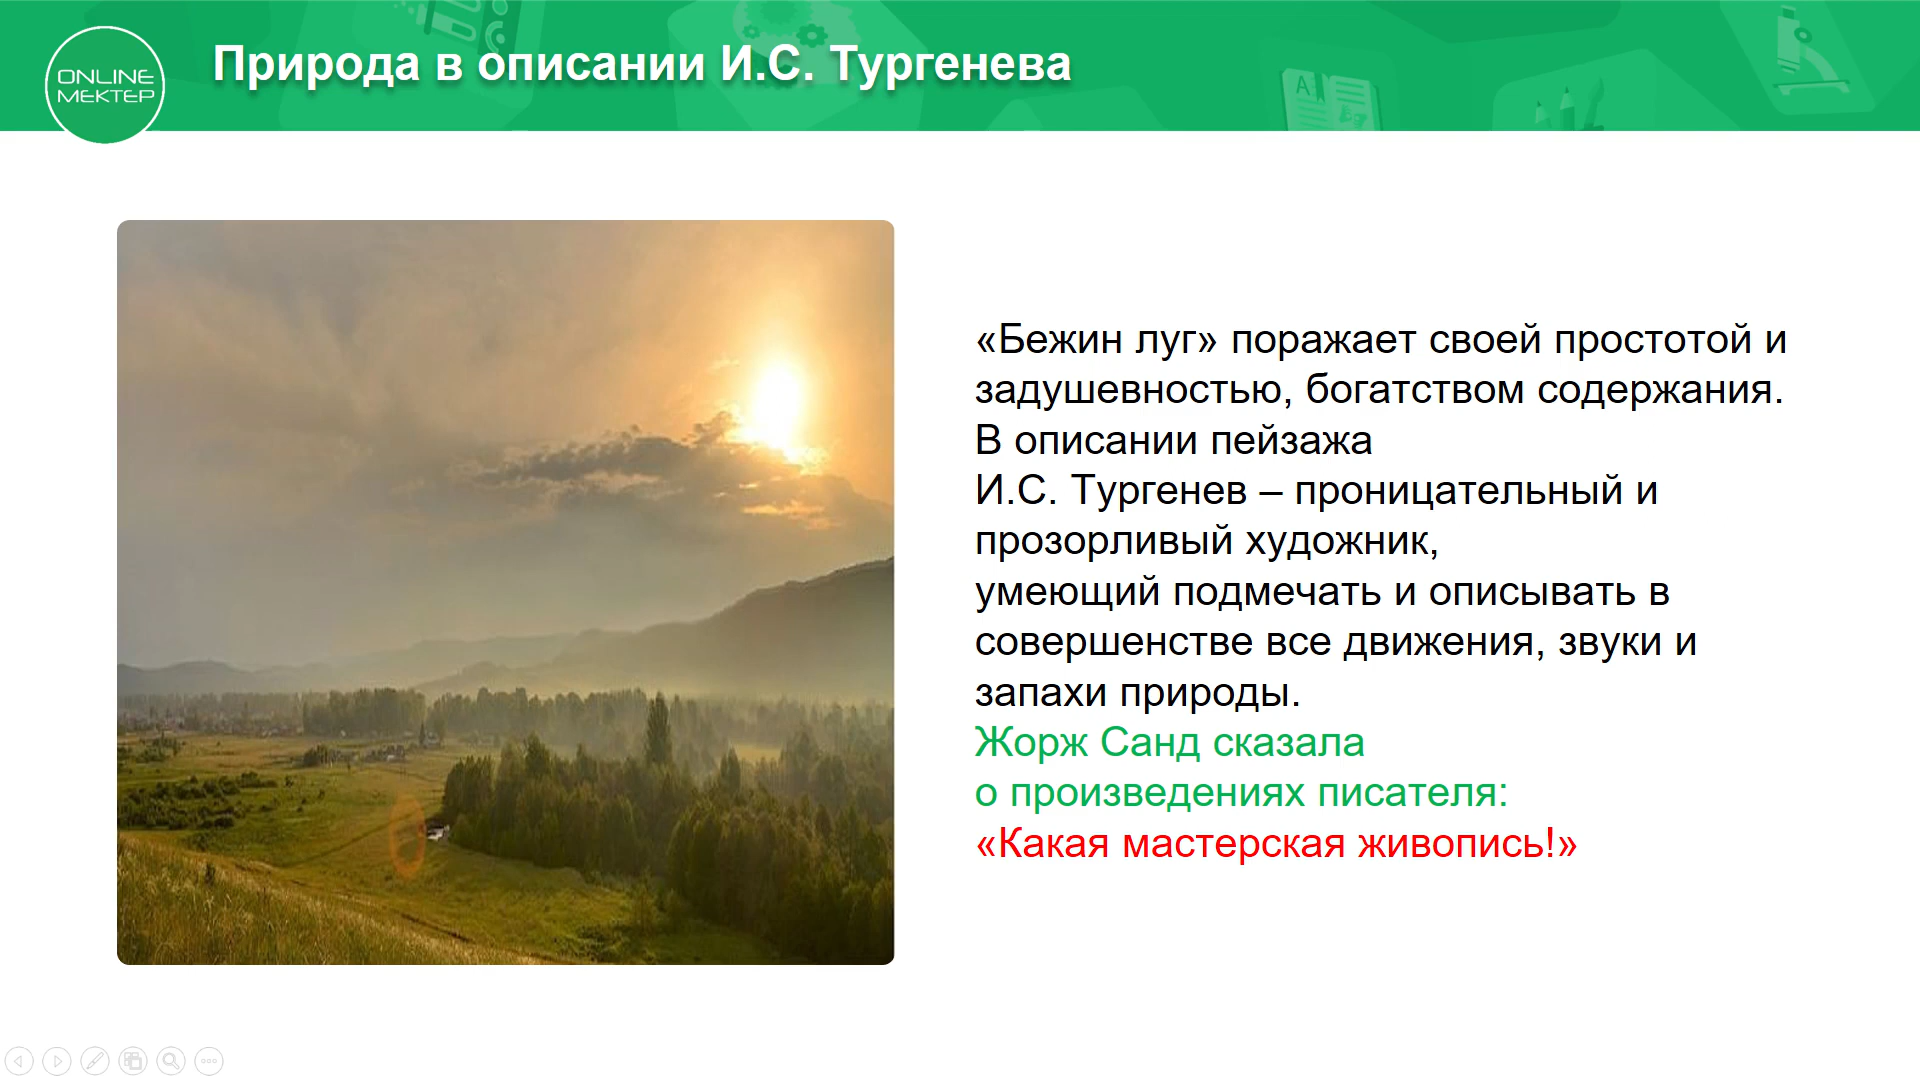 Природа в описании И.С. Тургенева
ONLINE
МЕКТЕР
«Бежин луг» поражает своей простотой и
задушевностью, богатством содержания.
В описании пейзажа
И.С. Тургенев – проницательный и
прозорливый художник,
умеющий подмечать и описывать в
совершенстве все движения, звуки и
запахи природы.
Жорж Санд сказала
о произведениях писателя:
«Какая мастерская живопись!»